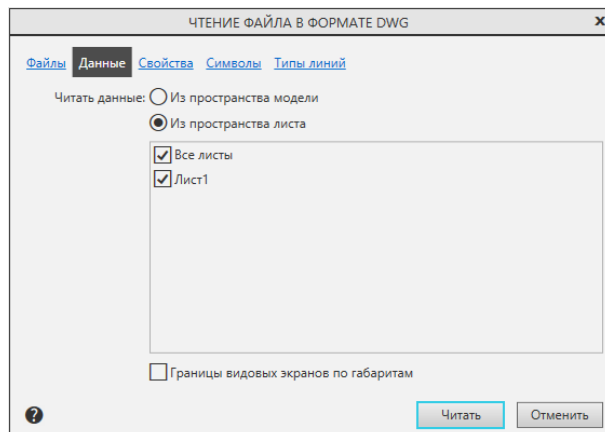 ЧТЕНИЕ ФАЙЛА В ФОРМАТЕ DWG
Файлы Данные Свойства Символы Типы линий
Читать данные: Из пространства модели
Из пространства листа
Все листы
Лист1
Границы видовых экранов по габаритам
? Читать Отменить